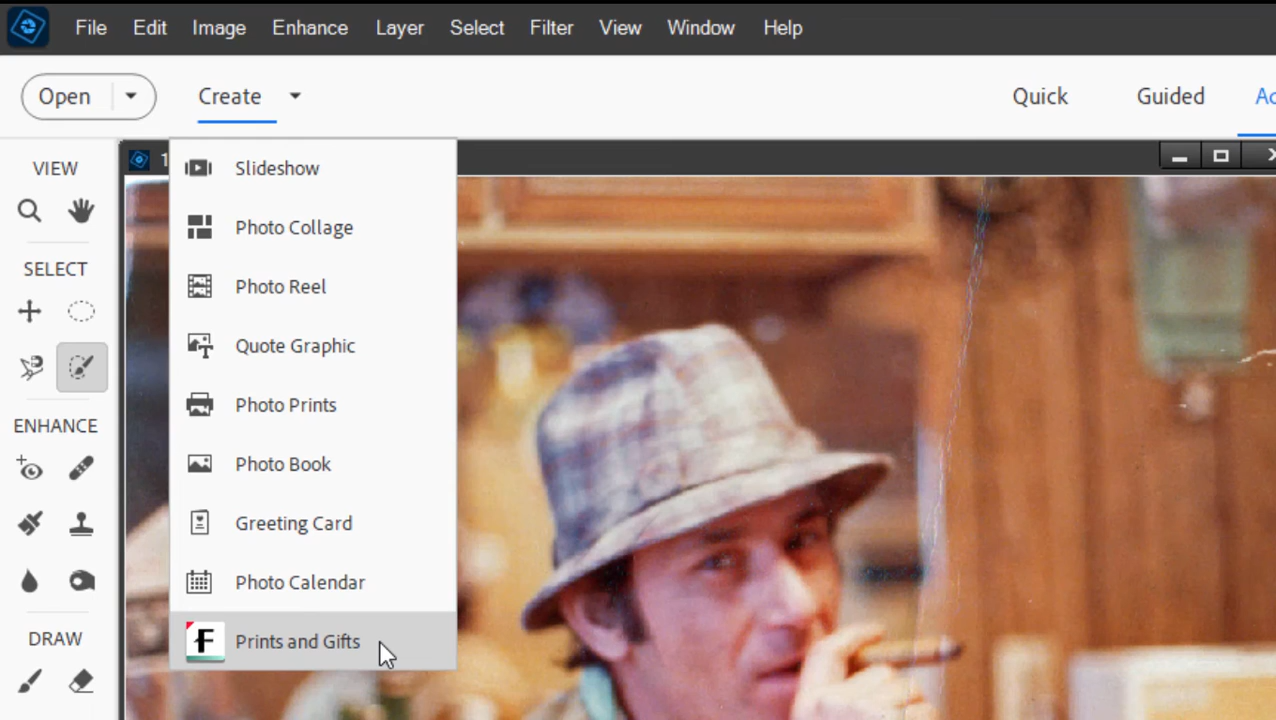 File Edit Image Enhance Layer Select Filter View Window Help
Open Create Quick Guided
VIEW
SELECT
ENHANCE
DRAW
1
Slideshow
Photo Collage
Photo Reel
Quote Graphic
Photo Prints
Photo Book
Greeting Card
Photo Calendar
F Prints and Gifts